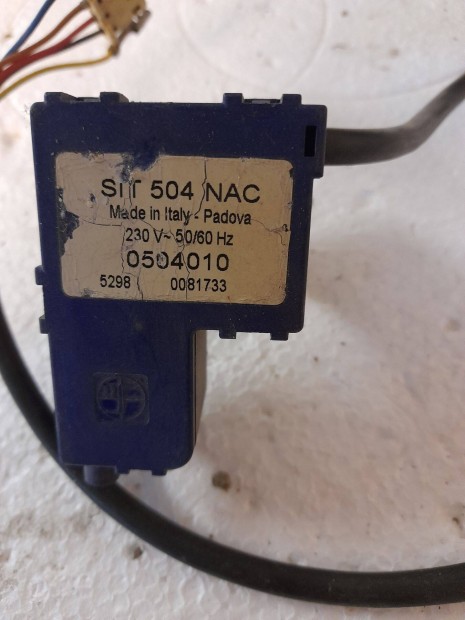 SIT 504 NAC
Made in Italy - Padova
230 V~ 50/60 Hz
0504010
5298 0081733